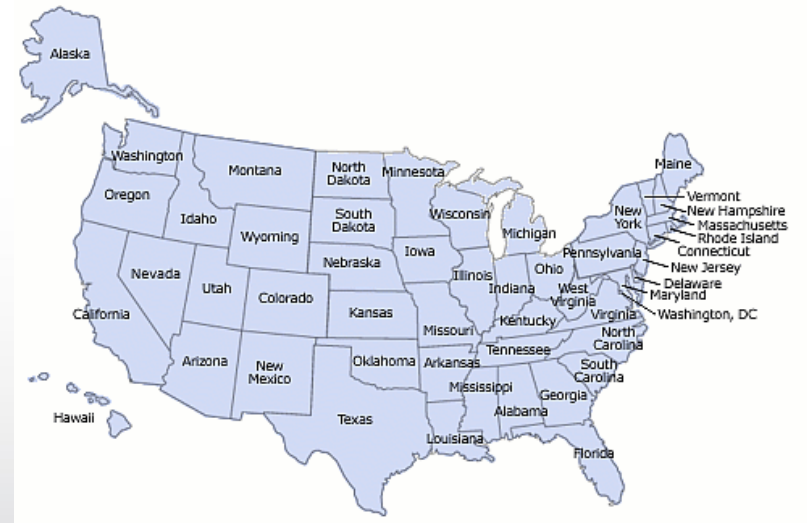 Alaska
Washington
Montana
North
Dakota
Minnesota
Maine
Oregon
Idaho
Wyoming
South
Dakota
Wisconsin
Michigan
New
York
Vermont
New Hampshire
Massachusetts
Rhode Island
Connecticut
Nevada
Utah
Colorado
Nebraska
Iowa
Illinois
Indiana
Ohio
Pennsylvania
New Jersey
Delaware
Maryland
Washington, DC
California
Kansas
Missouri
Kentucky
West
Virginia
Virginia
Arizona
New
Mexico
Oklahoma
Arkansas
Tennessee
North
Carolina
South
Carolina
Hawaii
Texas
Louisiana
Mississippi
Alabama
Georgia
Florida